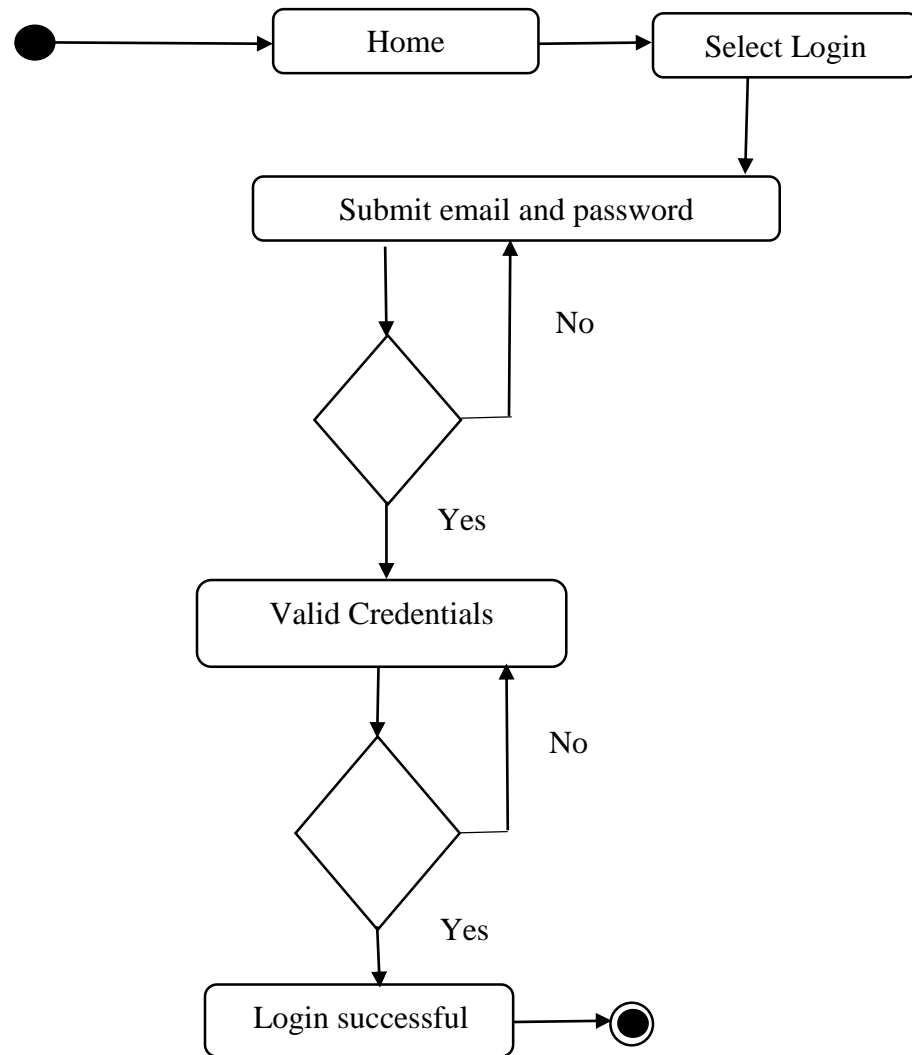 Home
Select Login
Submit email and password
No
Yes
Valid Credentials
No
Yes
Login successful